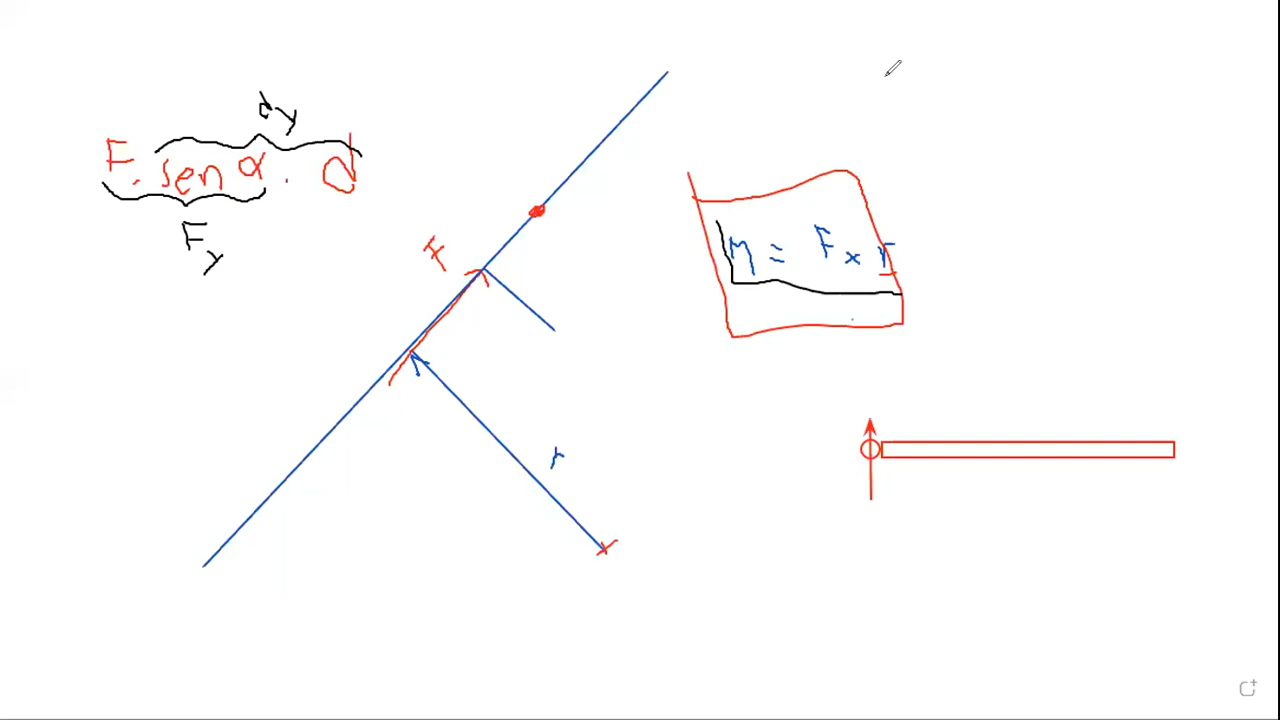 dy
F. sen α . d
Fy
F
M = F x r
r